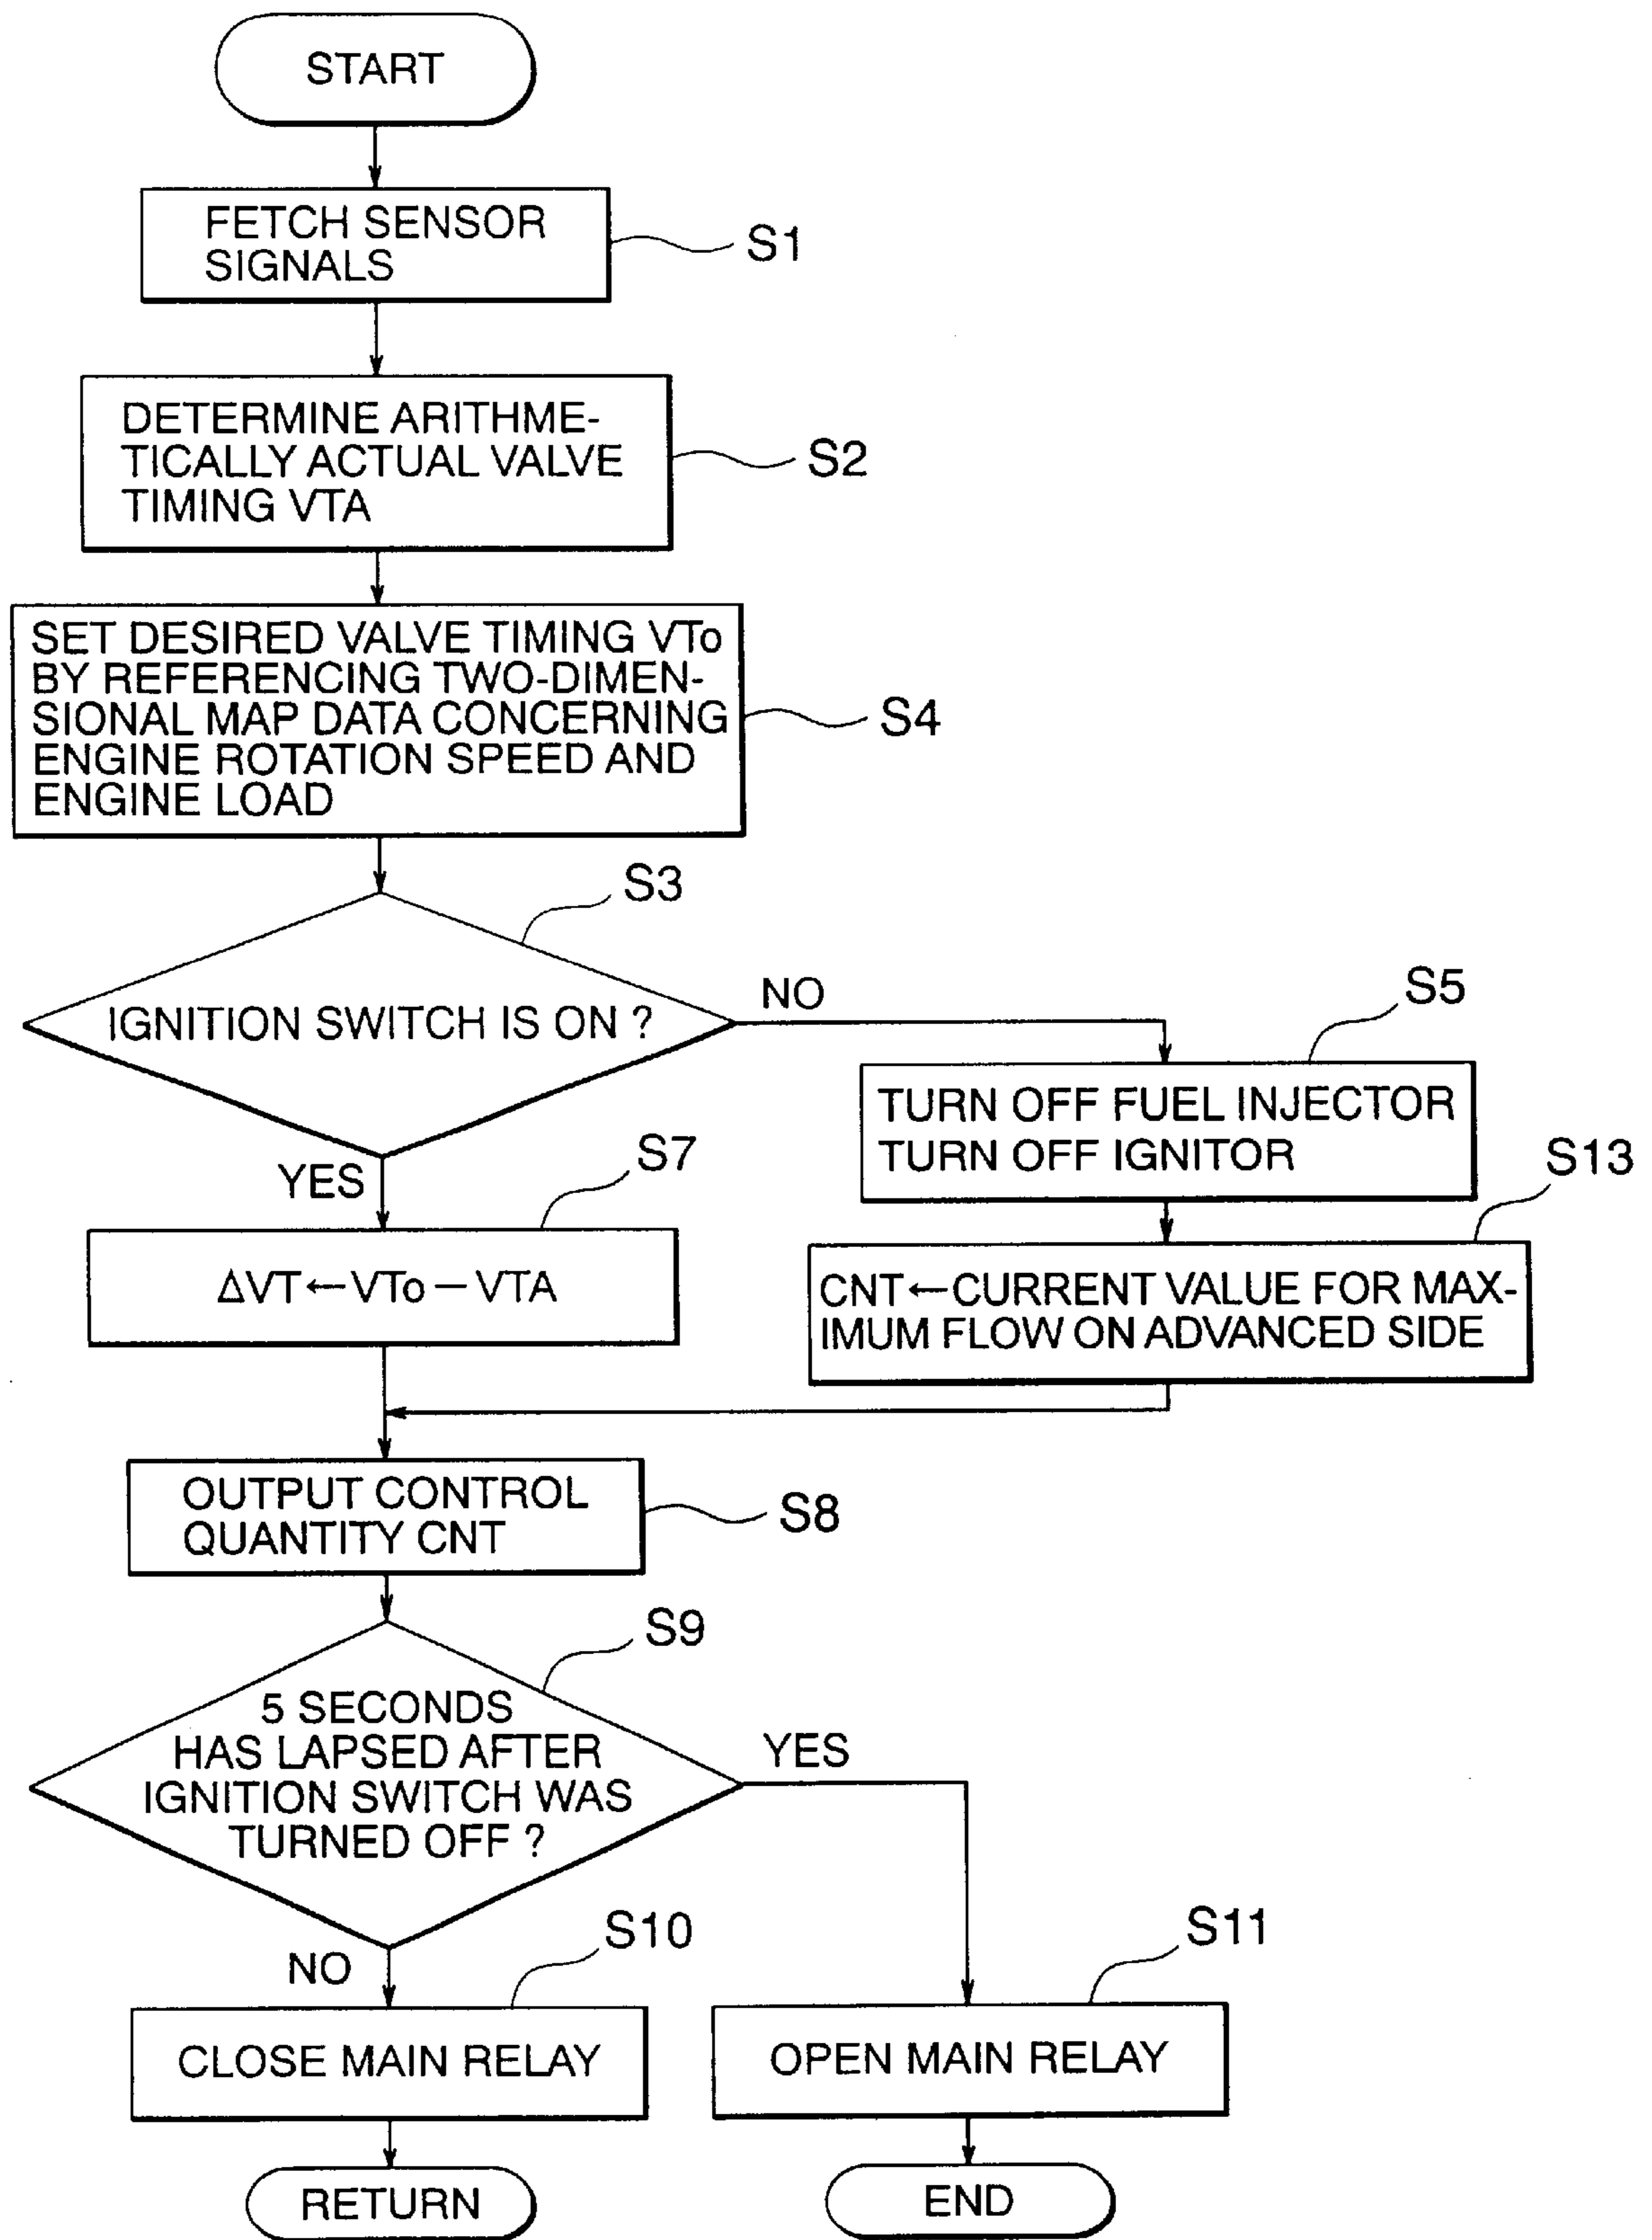 START
FETCH SENSOR
SIGNALS
S1
DETERMINE ARITHME-
TICALLY ACTUAL VALVE
TIMING VTA
S2
SET DESIRED VALVE TIMING VTo
BY REFERENCING TWO-DIMEN-
SIONAL MAP DATA CONCERNING
ENGINE ROTATION SPEED AND
ENGINE LOAD
S4
S3
IGNITION SWITCH IS ON ?
NO
S5
TURN OFF FUEL INJECTOR
TURN OFF IGNITOR
YES
S7
S13
ΔVT←VTo—VTA
CNT←CURRENT VALUE FOR MAX-
IMUM FLOW ON ADVANCED SIDE
OUTPUT CONTROL
QUANTITY CNT
S8
S9
5 SECONDS
HAS LAPSED AFTER
IGNITION SWITCH WAS
TURNED OFF ?
YES
NO
S10
S11
CLOSE MAIN RELAY
OPEN MAIN RELAY
RETURN
END